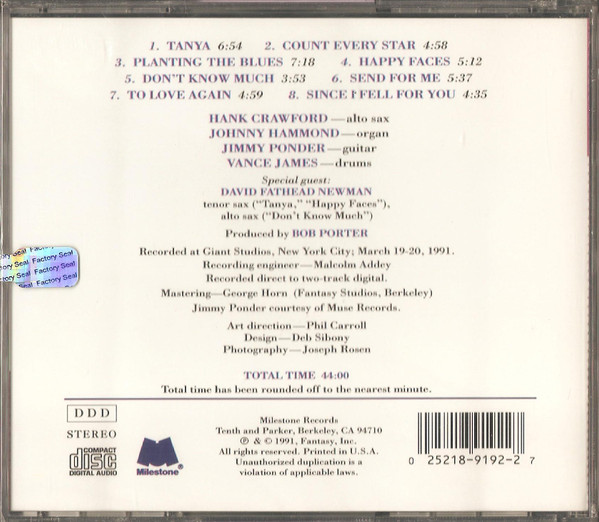 1. TANYA 6:54 2. COUNT EVERY STAR 4:58
3. PLANTING THE BLUES 7:18 4. HAPPY FACES 5:12
5. DON'T KNOW MUCH 3:53 6. SEND FOR ME 5:37
7. TO LOVE AGAIN 4:59 8. SINCE I FELL FOR YOU 4:35
HANK CRAWFORD—alto sax
JOHNNY HAMMOND—organ
JIMMY PONDER—guitar
VANCE JAMES—drums
Special guest:
DAVID FATHEAD NEWMAN
tenor sax ("Tanya," "Happy Faces"),
alto sax ("Don't Know Much")
Produced by BOB PORTER
Recorded at Giant Studios, New York City; March 19-20, 1991.
Recording engineer—Malcolm Addey
Recorded direct to two-track digital.
Mastering—George Horn (Fantasy Studios, Berkeley)
Jimmy Ponder courtesy of Muse Records.
Art direction—Phil Carroll
Design—Deb Sibony
Photography—Joseph Rosen
TOTAL TIME 44:00
Total time has been rounded off to the nearest minute.
Factory Seal
Factory Seal
Factory Seal
DDD
STEREO
COMPACT
disc
DIGITAL AUDIO
Milestone®
Milestone Records
Tenth and Parker, Berkeley, CA 94710
℗ & © 1991, Fantasy, Inc.
All rights reserved. Printed in U.S.A.
Unauthorized duplication is a
violation of applicable laws.
0 25218-9192-2 7